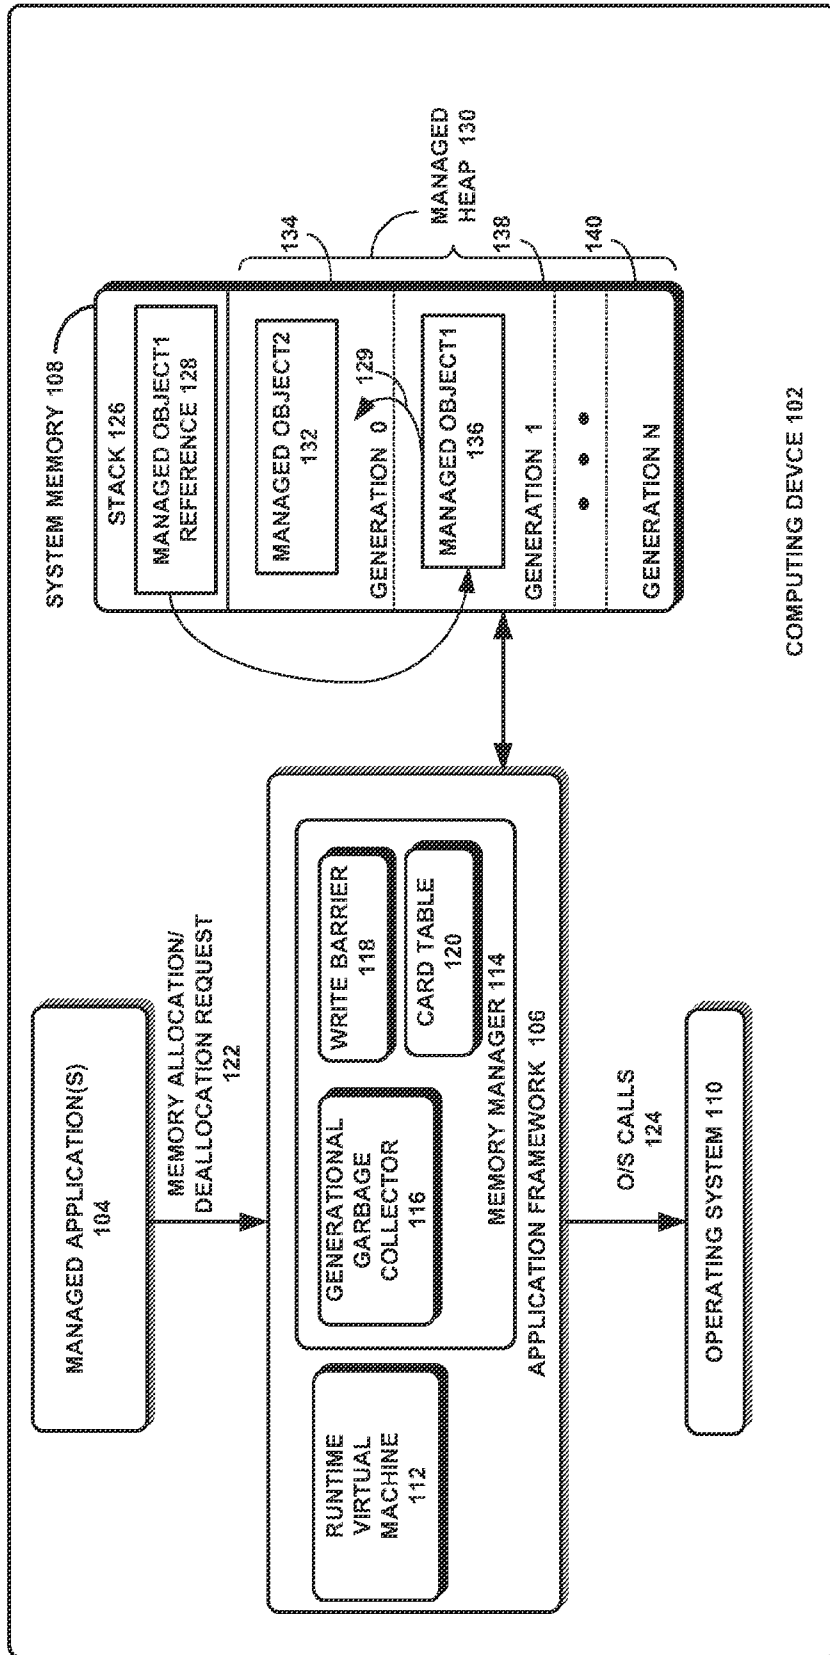 MANAGED APPLICATION(S)
104
MEMORY ALLOCATION/
DEALLOCATION REQUEST
122
RUNTIME
VIRTUAL
MACHINE
112
GENERATIONAL
GARBAGE
COLLECTOR
116
WRITE BARRIER
118
CARD TABLE
120
MEMORY MANAGER 114
APPLICATION FRAMEWORK 106
O/S CALLS
124
OPERATING SYSTEM 110
SYSTEM MEMORY 108
STACK 126
MANAGED OBJECT1
REFERENCE 128
MANAGED OBJECT2
132
GENERATION 0
129
134
MANAGED OBJECT1
136
GENERATION 1
138
GENERATION N
140
MANAGED
HEAP 130
COMPUTING DEVCE 102